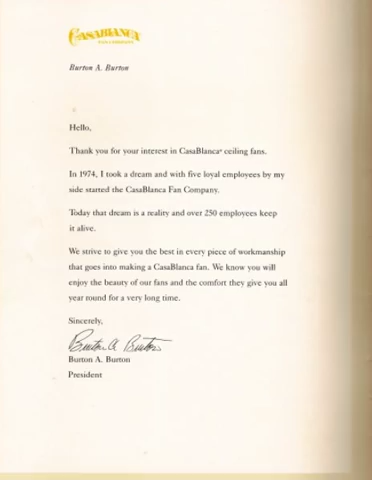 CASABLANCA
FAN COMPANY
Burton A. Burton
Hello,
Thank you for your interest in CasaBlanca® ceiling fans.
In 1974, I took a dream and with five loyal employees by my
side started the CasaBlanca Fan Company.
Today that dream is a reality and over 250 employees keep
it alive.
We strive to give you the best in every piece of workmanship
that goes into making a CasaBlanca fan. We know you will
enjoy the beauty of our fans and the comfort they give you all
year round for a very long time.
Sincerely,
Burton A. Burton
Burton A. Burton
President